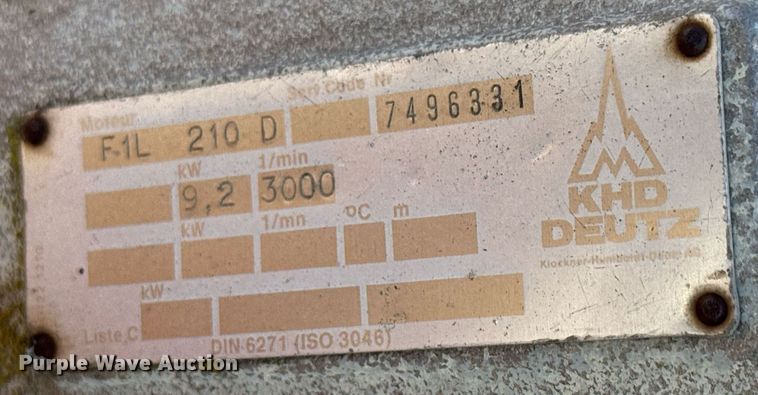 Moteur Serv. Code Nr
F1L 210 D 7496331
kW 1/min
9,2 3000
kW 1/mn °C m
kW
Liste C
DIN 6271 (ISO 3046)
KHD
DEUTZ
Klöckner-Humboldt-Deutz AG
Purple Wave Auction